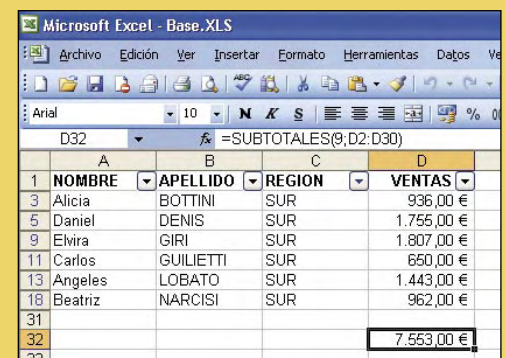 Microsoft Excel - Base.XLS
Archivo Edición Ver Insertar Formato Herramientas Datos Ve
Arial 10 N K S %
D32 fx =SUBTOTALES(9;D2:D30)
A B C D
1 NOMBRE APELLIDO REGION VENTAS
3 Alicia BOTTINI SUR 936,00 €
5 Daniel DENIS SUR 1.755,00 €
9 Elvira GIRI SUR 1.807,00 €
11 Carlos GUILIETTI SUR 650,00 €
13 Angeles LOBATO SUR 1.443,00 €
18 Beatriz NARCISI SUR 962,00 €
31
32 7.553,00 €